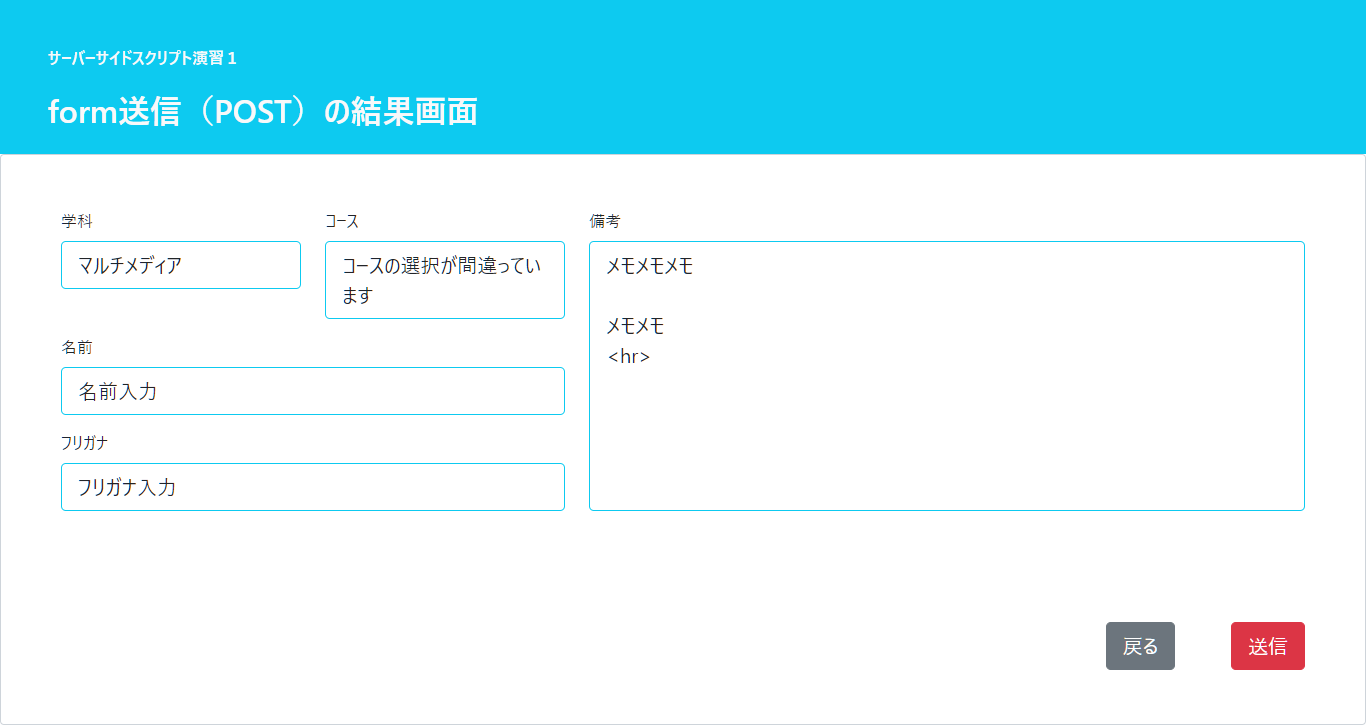 サーバーサイドスクリプト演習１
form送信（POST）の結果画面
学科
マルチメディア
コース
コースの選択が間違ってい
ます
名前
名前入力
フリガナ
フリガナ入力
備考
メモメモメモ
メモメモ
<hr>
戻る
送信